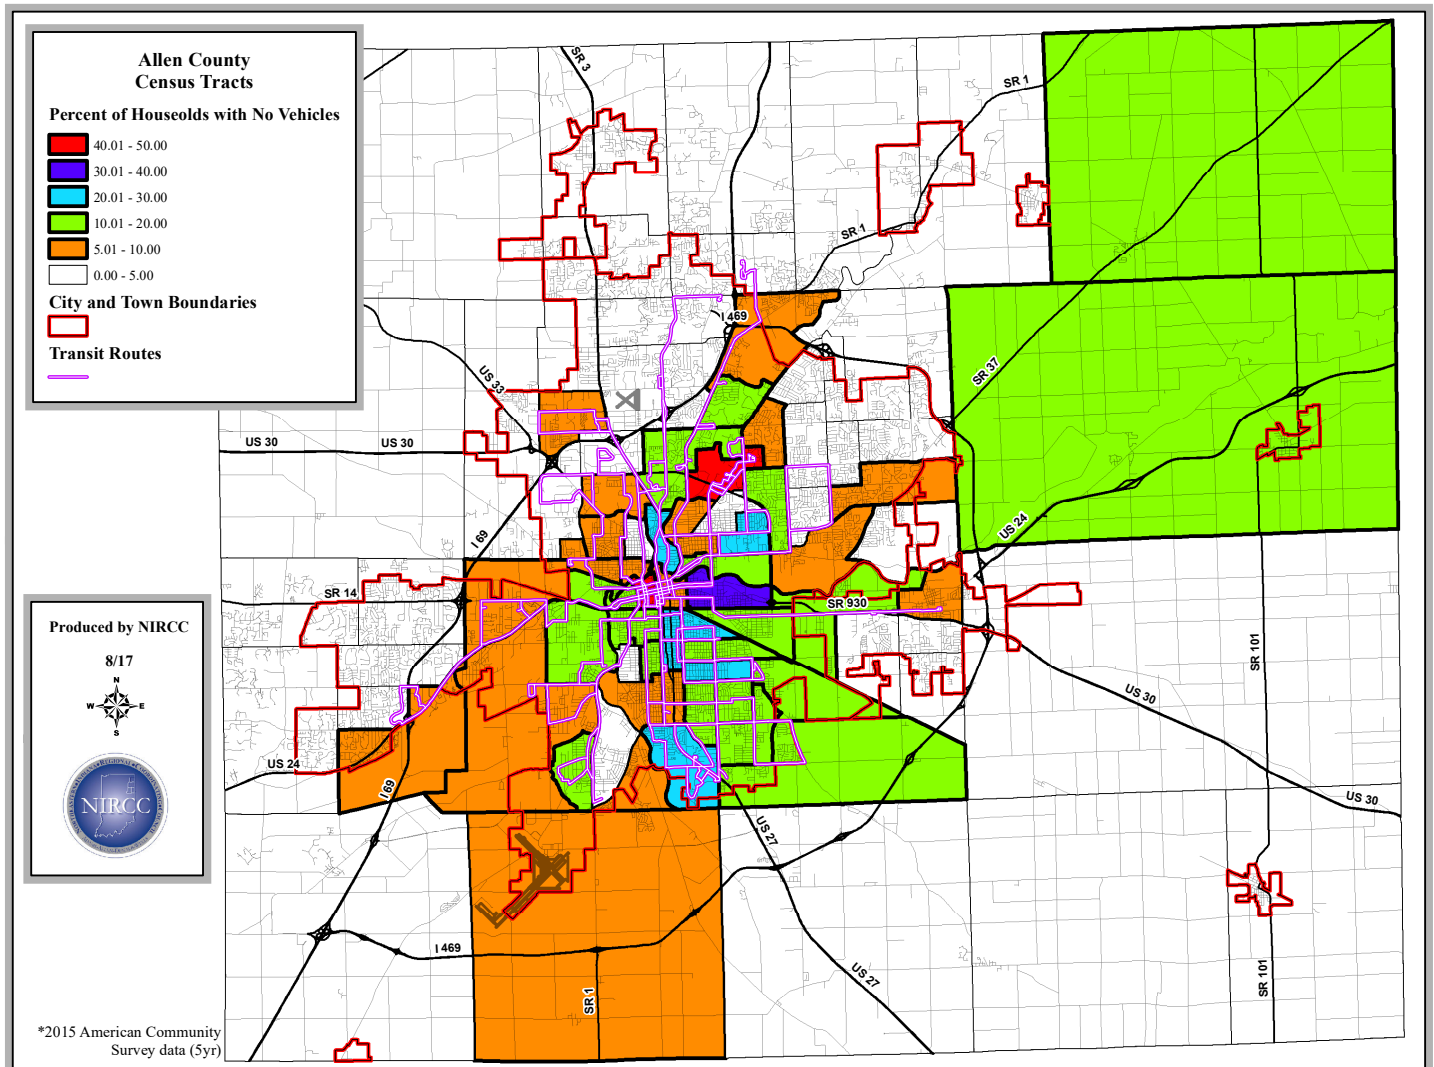 Allen County
Census Tracts
Percent of Houseolds with No Vehicles
40.01 - 50.00
30.01 - 40.00
20.01 - 30.00
10.01 - 20.00
5.01 - 10.00
0.00 - 5.00
City and Town Boundaries
Transit Routes
SR 3
SR 1
SR 1
I 469
US 33
SR 37
US 30
US 30
I 69
US 24
SR 14
SR 930
SR 101
US 30
US 24
I 69
US 30
US 27
I 469
US 27
SR 1
SR 101
Produced by NIRCC
8/17
N
W
E
S
NIRCC
*2015 American Community
Survey data (5yr)